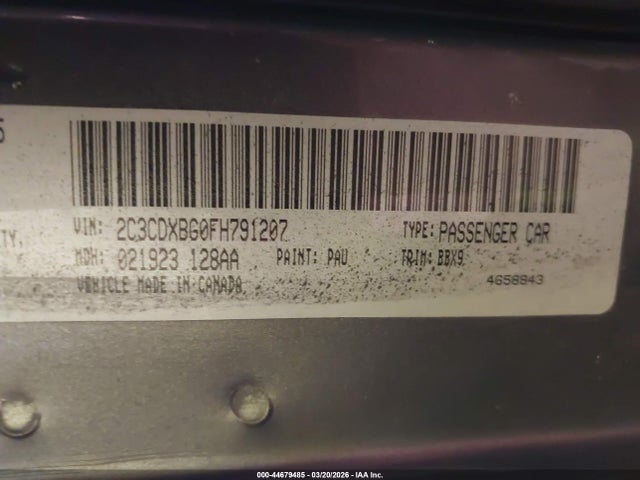 VIN: 2C3CDXBG0FH791207 TYPE: PASSENGER CAR
MDH: 021923 128AA PAINT: PAU TRIM: BBX9
VEHICLE MADE IN CANADA 4658843
000-44679485 - 03/20/2026 - IAA Inc.